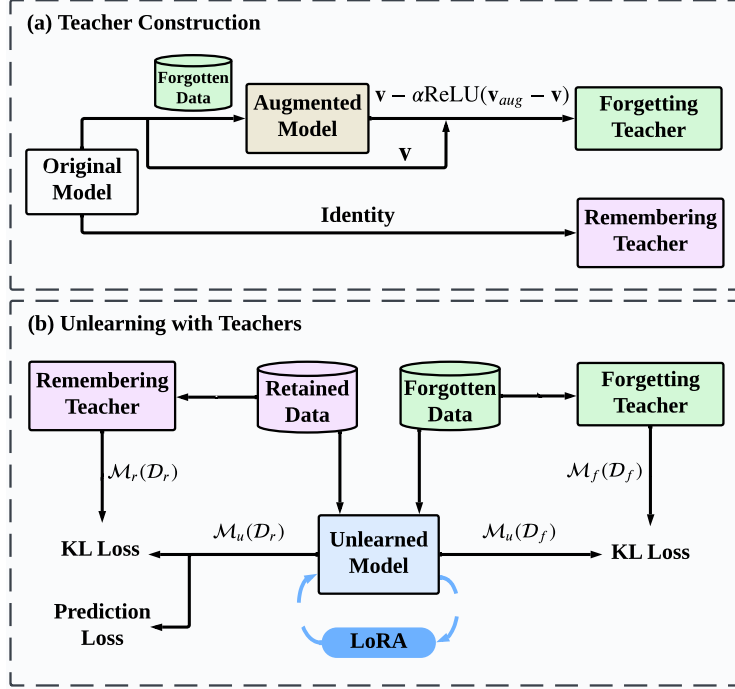 (a) Teacher Construction
Forgotten
Data
Augmented
Model
𝐯 − αReLU(𝐯ₐᵤg − 𝐯)
Forgetting
Teacher
Original
Model
𝐯
Identity
Remembering
Teacher
(b) Unlearning with Teachers
Remembering
Teacher
Retained
Data
Forgotten
Data
Forgetting
Teacher
ℳ_r(𝒟_r)
ℳ_f(𝒟_f)
KL Loss
ℳ_u(𝒟_r)
Unlearned
Model
ℳ_u(𝒟_f)
KL Loss
Prediction
Loss
LoRA